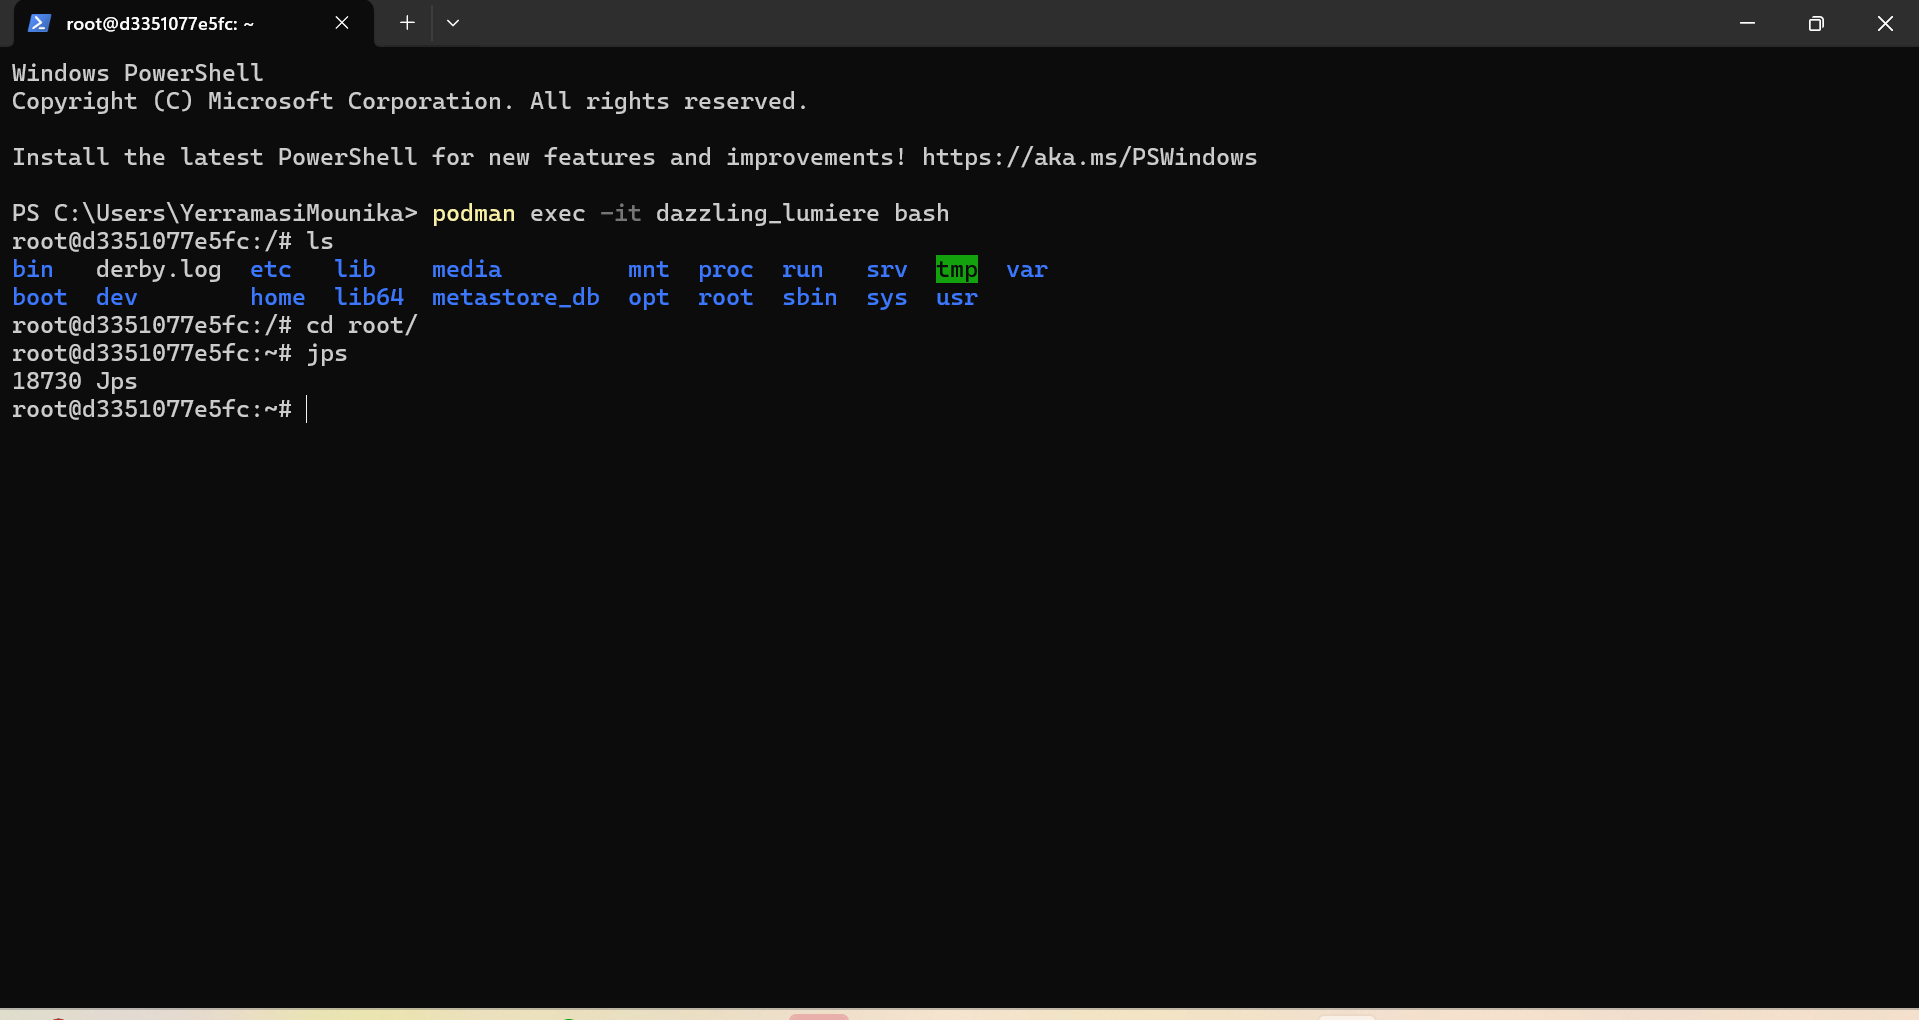 root@d3351077e5fc: ~
Windows PowerShell
Copyright (C) Microsoft Corporation. All rights reserved.
Install the latest PowerShell for new features and improvements! https://aka.ms/PSWindows
PS C:\Users\YerramasiMounika> podman exec -it dazzling_lumiere bash
root@d3351077e5fc:/# ls
bin   derby.log  etc   lib    media         mnt  proc  run   srv  tmp  var
boot  dev        home  lib64  metastore_db  opt  root  sbin  sys  usr
root@d3351077e5fc:/# cd root/
root@d3351077e5fc:~# jps
18730 Jps
root@d3351077e5fc:~#